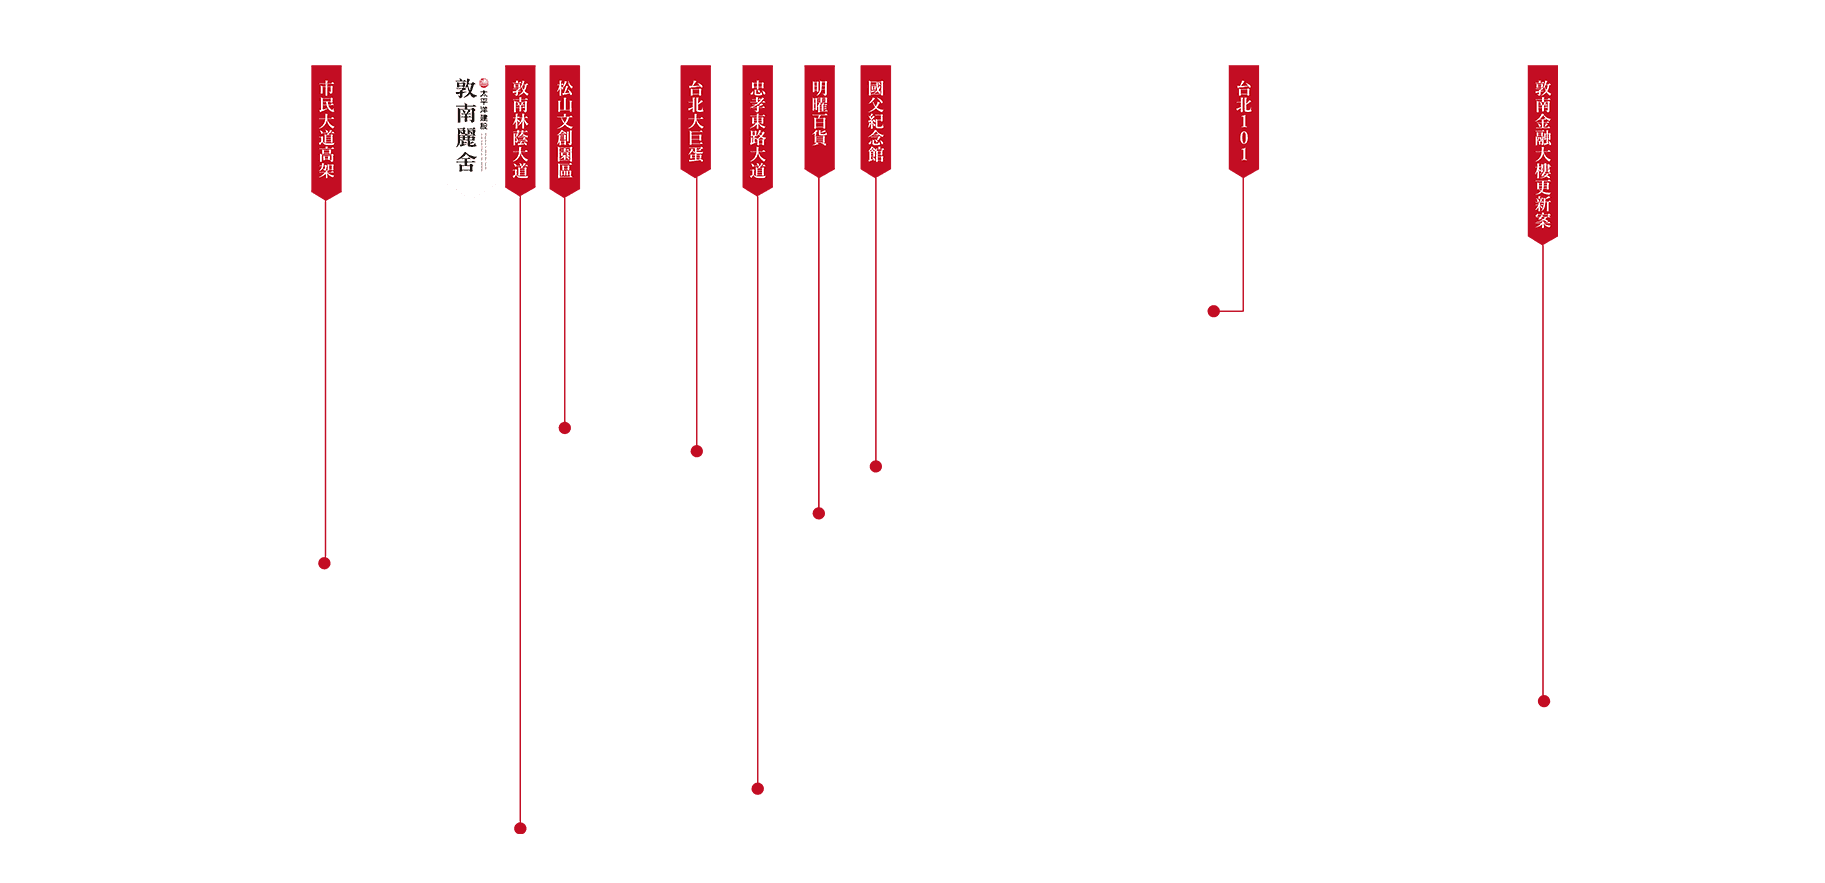 市民大道高架
敦南麗舍
太平洋建設
敦南林蔭大道
松山文創園區
台北大巨蛋
忠孝東路大道
明曜百貨
國父紀念館
台北101
敦南金融大樓更新案